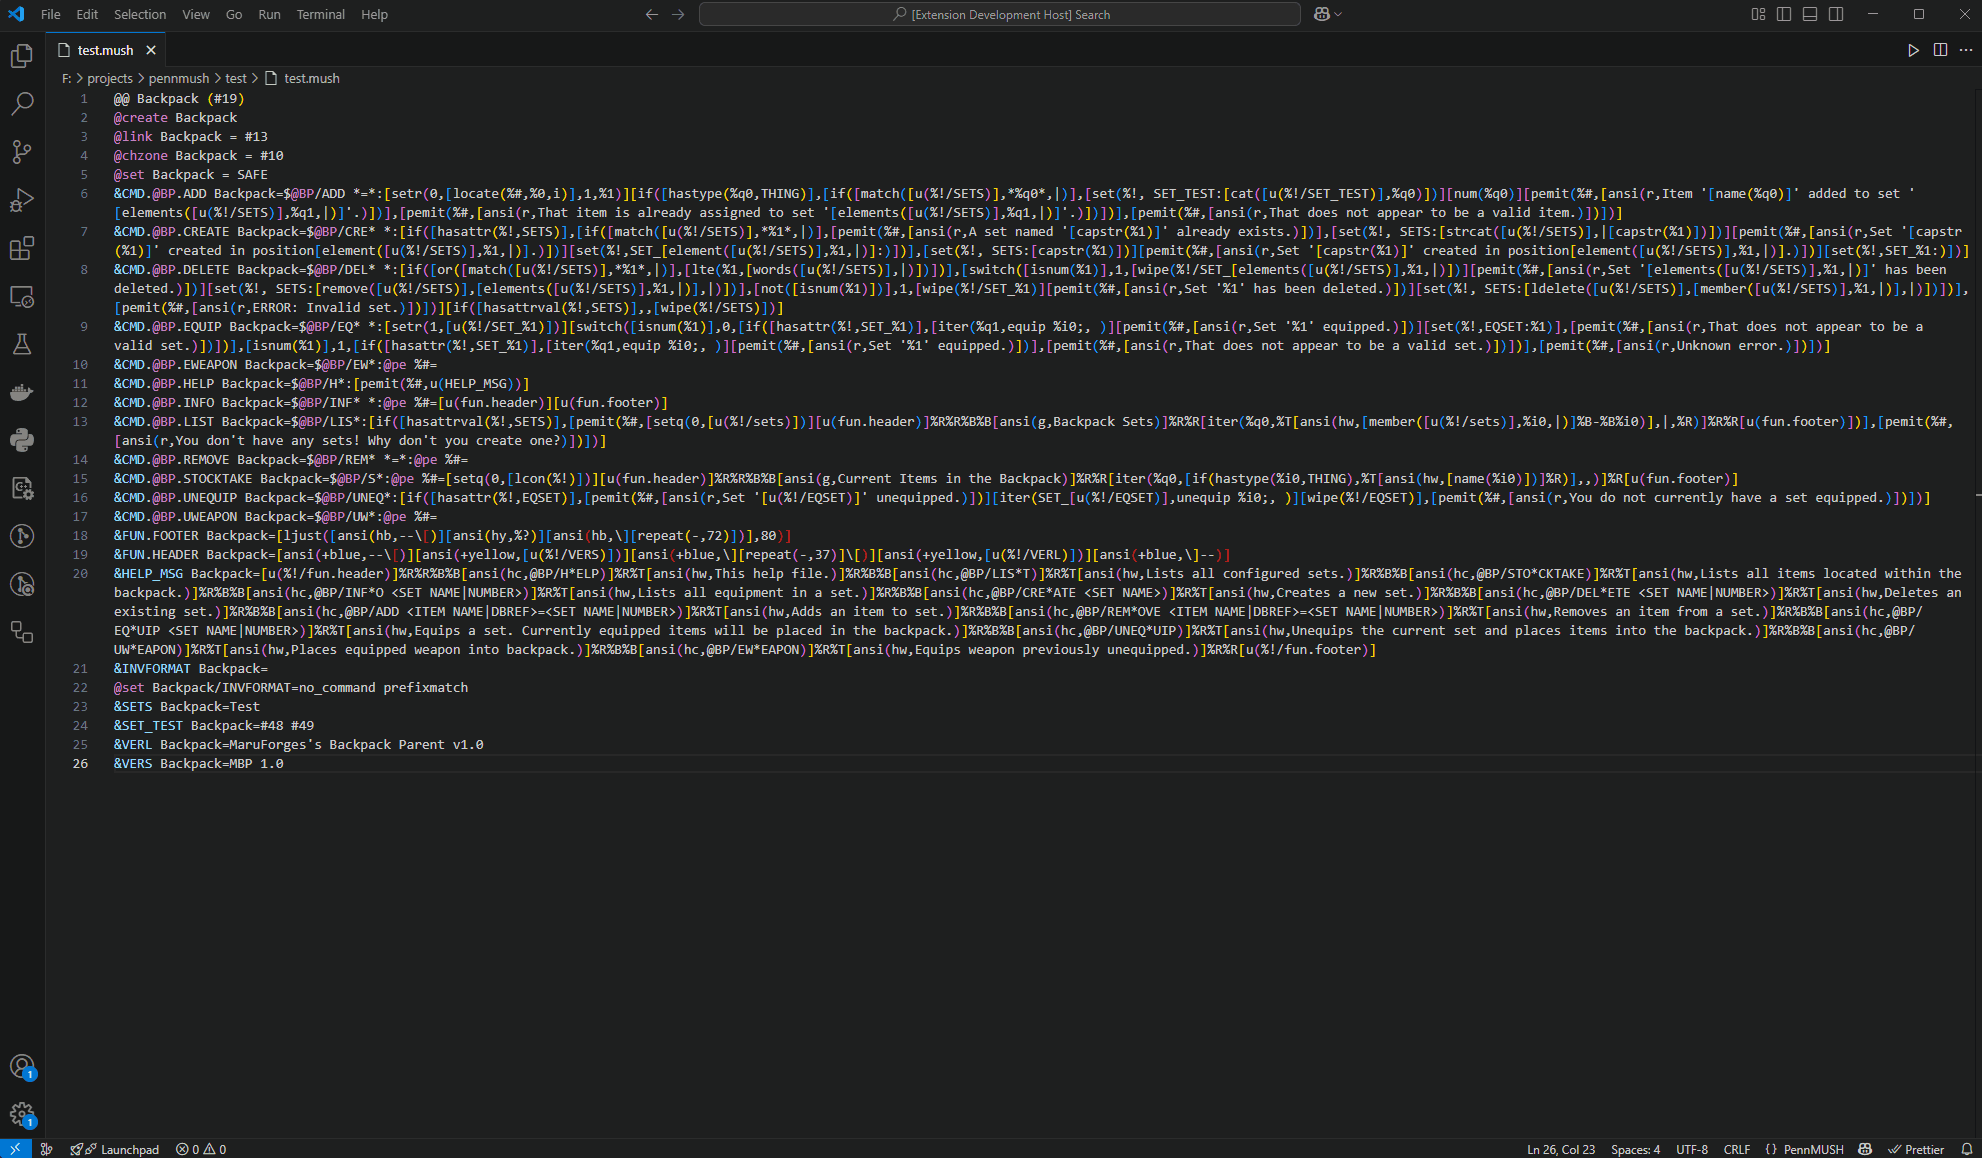 File Edit Selection View Go Run Terminal Help
[Extension Development Host] Search
test.mush
F: > projects > pennmush > test > test.mush
1 @@ Backpack (#19)
2 @create Backpack
3 @link Backpack = #13
4 @chzone Backpack = #10
5 @set Backpack = SAFE
6 &CMD.@BP.ADD Backpack=$@BP/ADD *=*:[setr(0,[locate(%#,%0,i)],1,%1)][if([hastype(%q0,THING)],[if([match([u(%!/SETS)],*%q0*,|)],[set(%!, SET_TEST:[cat([u(%!/SET_TEST)],%q0)])][num(%q0)][pemit(%#,[ansi(r,Item '[name(%q0)]' added to set '
[elements([u(%!/SETS)],%q1,|)]'.)])],[pemit(%#,[ansi(r,That item is already assigned to set '[elements([u(%!/SETS)],%q1,|)]'.)])])],[pemit(%#,[ansi(r,That does not appear to be a valid item.)])])]
7 &CMD.@BP.CREATE Backpack=$@BP/CRE* *:[if([hasattr(%!,SETS)],[if([match([u(%!/SETS)],*%1*,|)],[pemit(%#,[ansi(r,A set named '[capstr(%1)]' already exists.)])],[set(%!, SETS:[strcat([u(%!/SETS)],|[capstr(%1)])])][pemit(%#,[ansi(r,Set '[capstr
(%1)]' created in position[element([u(%!/SETS)],%1,|)].)])][set(%!,SET_[element([u(%!/SETS)],%1,|)]:)])],[set(%!, SETS:[capstr(%1)])][pemit(%#,[ansi(r,Set '[capstr(%1)]' created in position[element([u(%!/SETS)],%1,|)].)])][set(%!,SET_%1:)])]
8 &CMD.@BP.DELETE Backpack=$@BP/DEL* *:[if([or([match([u(%!/SETS)],*%1*,|)],[lte(%1,[words([u(%!/SETS)],|)])])],[switch([isnum(%1)],1,[wipe(%!/SET_[elements([u(%!/SETS)],%1,|)])][pemit(%#,[ansi(r,Set '[elements([u(%!/SETS)],%1,|)]' has been
deleted.)])][set(%!, SETS:[remove([u(%!/SETS)],[elements([u(%!/SETS)],%1,|)],|)])],[not([isnum(%1)])],1,[wipe(%!/SET_%1)][pemit(%#,[ansi(r,Set '%1' has been deleted.)])][set(%!, SETS:[ldelete([u(%!/SETS)],[member([u(%!/SETS)],%1,|)],|)])])],
[pemit(%#,[ansi(r,ERROR: Invalid set.)])])][if([hasattrval(%!,SETS)],,[wipe(%!/SETS)])]
9 &CMD.@BP.EQUIP Backpack=$@BP/EQ* *:[setr(1,[u(%!/SET_%1)])][switch([isnum(%1)],0,[if([hasattr(%!,SET_%1)],[iter(%q1,equip %i0;, )][pemit(%#,[ansi(r,Set '%1' equipped.)])][set(%!,EQSET:%1)],[pemit(%#,[ansi(r,That does not appear to be a
valid set.)])])],[isnum(%1)],1,[if([hasattr(%!,SET_%1)],[iter(%q1,equip %i0;, )][pemit(%#,[ansi(r,Set '%1' equipped.)])],[pemit(%#,[ansi(r,That does not appear to be a valid set.)])])],[pemit(%#,[ansi(r,Unknown error.)])])]
10 &CMD.@BP.EWEAPON Backpack=$@BP/EW*:@pe %#=
11 &CMD.@BP.HELP Backpack=$@BP/H*:[pemit(%#,u(HELP_MSG))]
12 &CMD.@BP.INFO Backpack=$@BP/INF* *:@pe %#=[u(fun.header)][u(fun.footer)]
13 &CMD.@BP.LIST Backpack=$@BP/LIS*:[if([hasattrval(%!,SETS)],[pemit(%#,[setq(0,[u(%!/sets)])][u(fun.header)]%R%R%B%B[ansi(g,Backpack Sets)]%R%R[iter(%q0,%T[ansi(hw,[member([u(%!/sets)],%i0,|)]%B-%B%i0)],|,%R)]%R%R[u(fun.footer)])],[pemit(%#,
[ansi(r,You don't have any sets! Why don't you create one?)])])]
14 &CMD.@BP.REMOVE Backpack=$@BP/REM* *=*:@pe %#=
15 &CMD.@BP.STOCKTAKE Backpack=$@BP/S*:@pe %#=[setq(0,[lcon(%!)])][u(fun.header)]%R%R%B%B[ansi(g,Current Items in the Backpack)]%R%R[iter(%q0,[if(hastype(%i0,THING),%T[ansi(hw,[name(%i0)])]%R)],,)]%R[u(fun.footer)]
16 &CMD.@BP.UNEQUIP Backpack=$@BP/UNEQ*:[if([hasattr(%!,EQSET)],[pemit(%#,[ansi(r,Set '[u(%!/EQSET)]' unequipped.)])][iter(SET_[u(%!/EQSET)],unequip %i0;, )][wipe(%!/EQSET)],[pemit(%#,[ansi(r,You do not currently have a set equipped.)])])]
17 &CMD.@BP.UWEAPON Backpack=$@BP/UW*:@pe %#=
18 &FUN.FOOTER Backpack=[ljust([ansi(hb,--\[)][ansi(hy,%?)][ansi(hb,\][repeat(-,72)])],80)]
19 &FUN.HEADER Backpack=[ansi(+blue,--\[)][ansi(+yellow,[u(%!/VERS)])][ansi(+blue,\][repeat(-,37)]\[)][ansi(+yellow,[u(%!/VERL)])][ansi(+blue,\]--)]
20 &HELP_MSG Backpack=[u(%!/fun.header)]%R%R%B%B[ansi(hc,@BP/H*ELP)]%R%T[ansi(hw,This help file.)]%R%B%B[ansi(hc,@BP/LIS*T)]%R%T[ansi(hw,Lists all configured sets.)]%R%B%B[ansi(hc,@BP/STO*CKTAKE)]%R%T[ansi(hw,Lists all items located within the
backpack.)]%R%B%B[ansi(hc,@BP/INF*O <SET NAME|NUMBER>)]%R%T[ansi(hw,Lists all equipment in a set.)]%R%B%B[ansi(hc,@BP/CRE*ATE <SET NAME>)]%R%T[ansi(hw,Creates a new set.)]%R%B%B[ansi(hc,@BP/DEL*ETE <SET NAME|NUMBER>)]%R%T[ansi(hw,Deletes an
existing set.)]%R%B%B[ansi(hc,@BP/ADD <ITEM NAME|DBREF>=<SET NAME|NUMBER>)]%R%T[ansi(hw,Adds an item to set.)]%R%B%B[ansi(hc,@BP/REM*OVE <ITEM NAME|DBREF>=<SET NAME|NUMBER>)]%R%T[ansi(hw,Removes an item from a set.)]%R%B%B[ansi(hc,@BP/
EQ*UIP <SET NAME|NUMBER>)]%R%T[ansi(hw,Equips a set. Currently equipped items will be placed in the backpack.)]%R%B%B[ansi(hc,@BP/UNEQ*UIP)]%R%T[ansi(hw,Unequips the current set and places items into the backpack.)]%R%B%B[ansi(hc,@BP/
UW*EAPON)]%R%T[ansi(hw,Places equipped weapon into backpack.)]%R%B%B[ansi(hc,@BP/EW*EAPON)]%R%T[ansi(hw,Equips weapon previously unequipped.)]%R%R[u(%!/fun.footer)]
21 &INVFORMAT Backpack=
22 @set Backpack/INVFORMAT=no_command prefixmatch
23 &SETS Backpack=Test
24 &SET_TEST Backpack=#48 #49
25 &VERL Backpack=MaruForges's Backpack Parent v1.0
26 &VERS Backpack=MBP 1.0
1
1
Launchpad 0 0 Ln 26, Col 23 Spaces: 4 UTF-8 CRLF { } PennMUSH Prettier